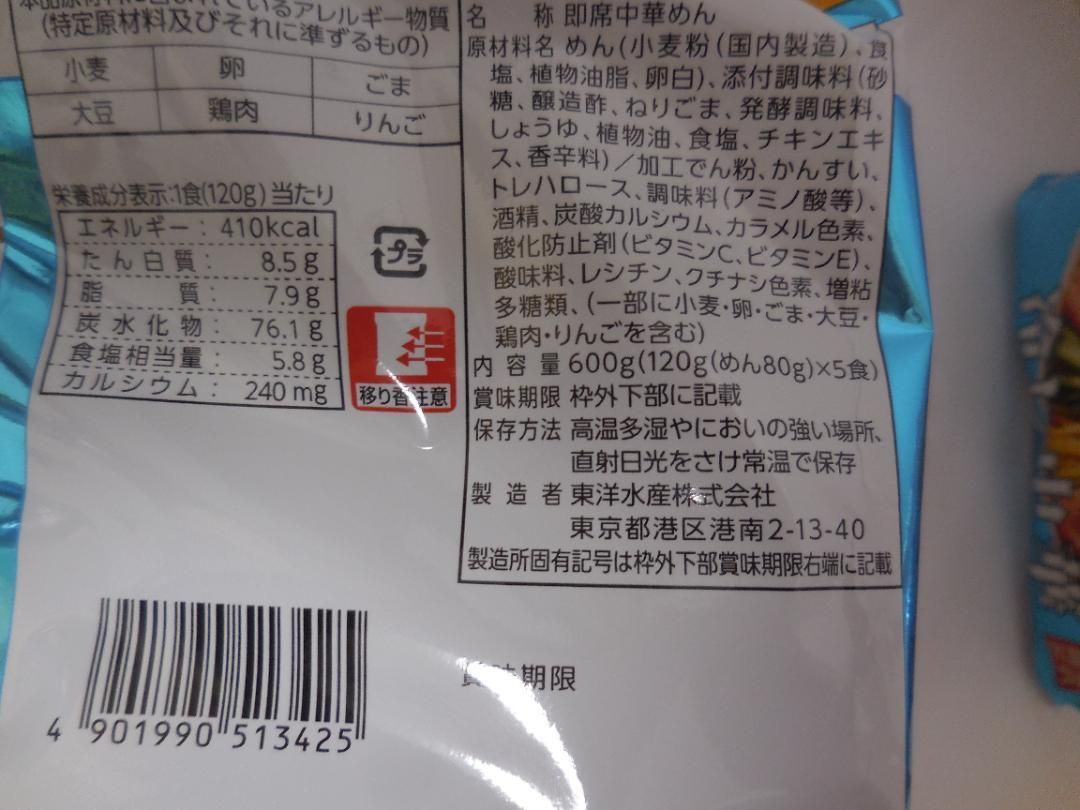 (特定原材料及びそれに準ずるもの)
小麦 卵 ごま
大豆 鶏肉 りんご
栄養成分表示:1食(120g)当たり
エネルギー: 410kcal
たん白質: 8.5g
脂質: 7.9g
炭水化物: 76.1g
食塩相当量: 5.8g
カルシウム: 240mg
プラ
移り香注意
名称 即席中華めん
原材料名 めん(小麦粉(国内製造)、食
塩、植物油脂、卵白)、添付調味料(砂
糖、醸造酢、ねりごま、発酵調味料、
しょうゆ、植物油、食塩、チキンエキ
ス、香辛料)/加工でん粉、かんすい、
トレハロース、調味料(アミノ酸等)、
酒精、炭酸カルシウム、カラメル色素、
酸化防止剤(ビタミンC、ビタミンE)、
酸味料、レシチン、クチナシ色素、増粘
多糖類、(一部に小麦・卵・ごま・大豆・
鶏肉・りんごを含む)
内容量 600g(120g(めん80g)×5食)
賞味期限 枠外下部に記載
保存方法 高温多湿やにおいの強い場所、
直射日光をさけ常温で保存
製造者 東洋水産株式会社
東京都港区港南2-13-40
製造所固有記号は枠外下部賞味期限右端に記載
賞味期限
4 901990 513425